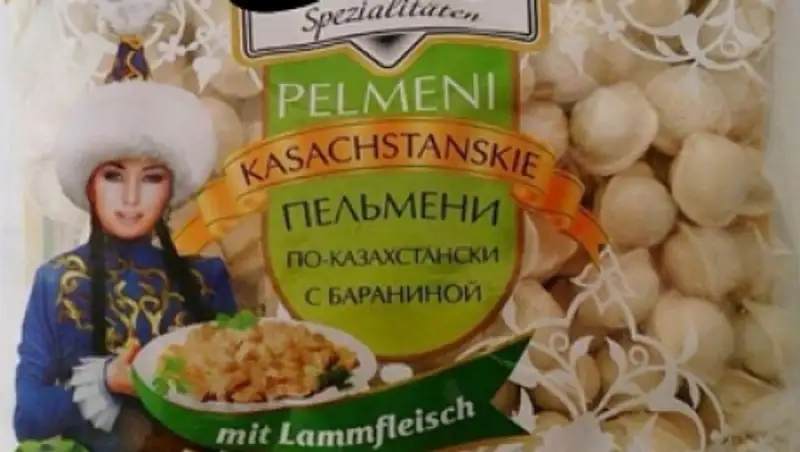 Spezialitäten
PELMENI
KASACHSTANSKIE
ПЕЛЬМЕНИ
ПО-КАЗАХСТАНСКИ
С БАРАНИНОЙ
mit Lammfleisch